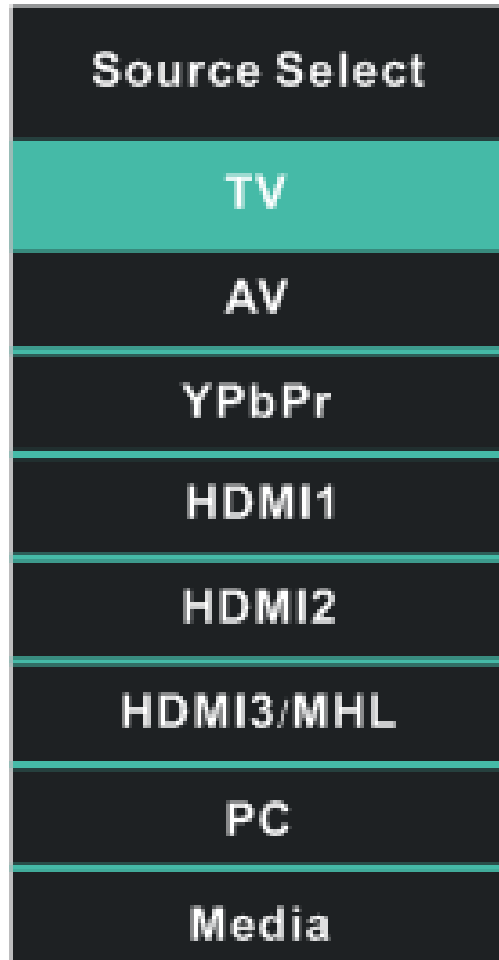 Source Select
TV
AV
YPbPr
HDMI1
HDMI2
HDMI3/MHL
PC
Media